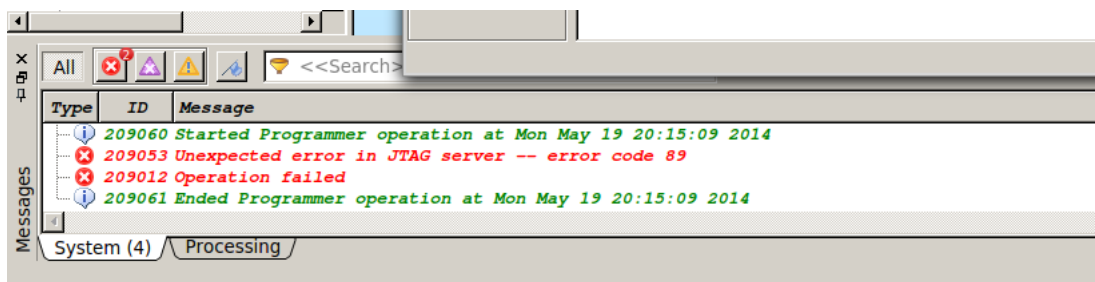 All 2 <<Search>
Type ID Message
209060 Started Programmer operation at Mon May 19 20:15:09 2014
209053 Unexpected error in JTAG server -- error code 89
209012 Operation failed
209061 Ended Programmer operation at Mon May 19 20:15:09 2014
Messages
System (4) Processing